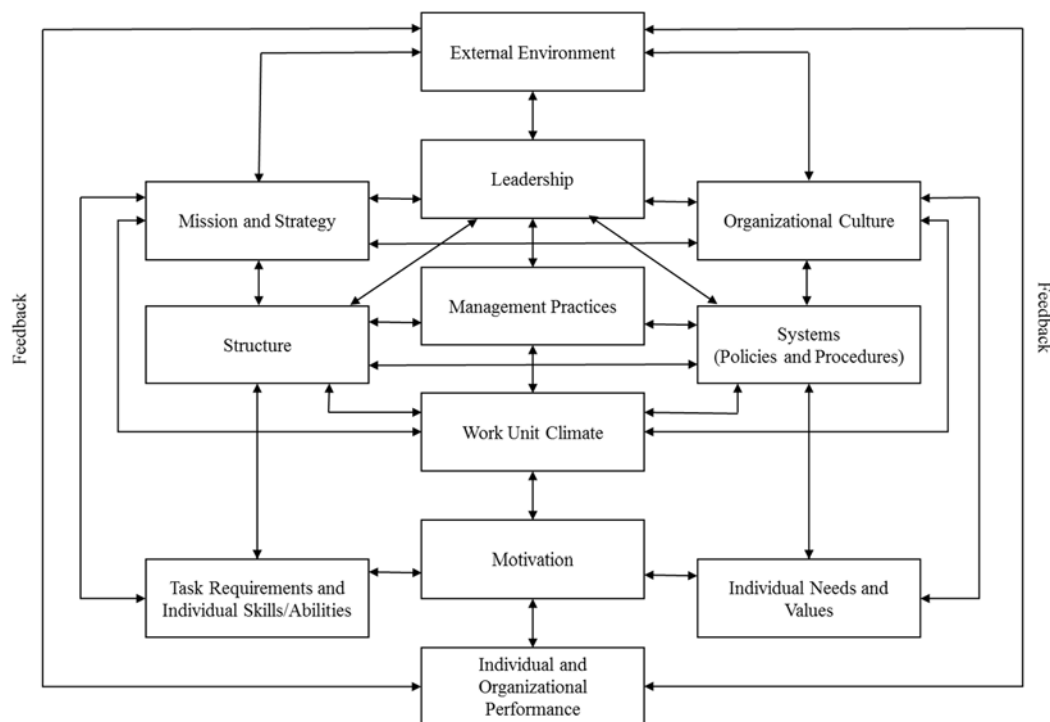 External Environment
Leadership
Mission and Strategy
Organizational Culture
Management Practices
Structure
Systems
(Policies and Procedures)
Feedback
Feedback
Work Unit Climate
Motivation
Task Requirements and
Individual Skills/Abilities
Individual Needs and
Values
Individual and
Organizational
Performance